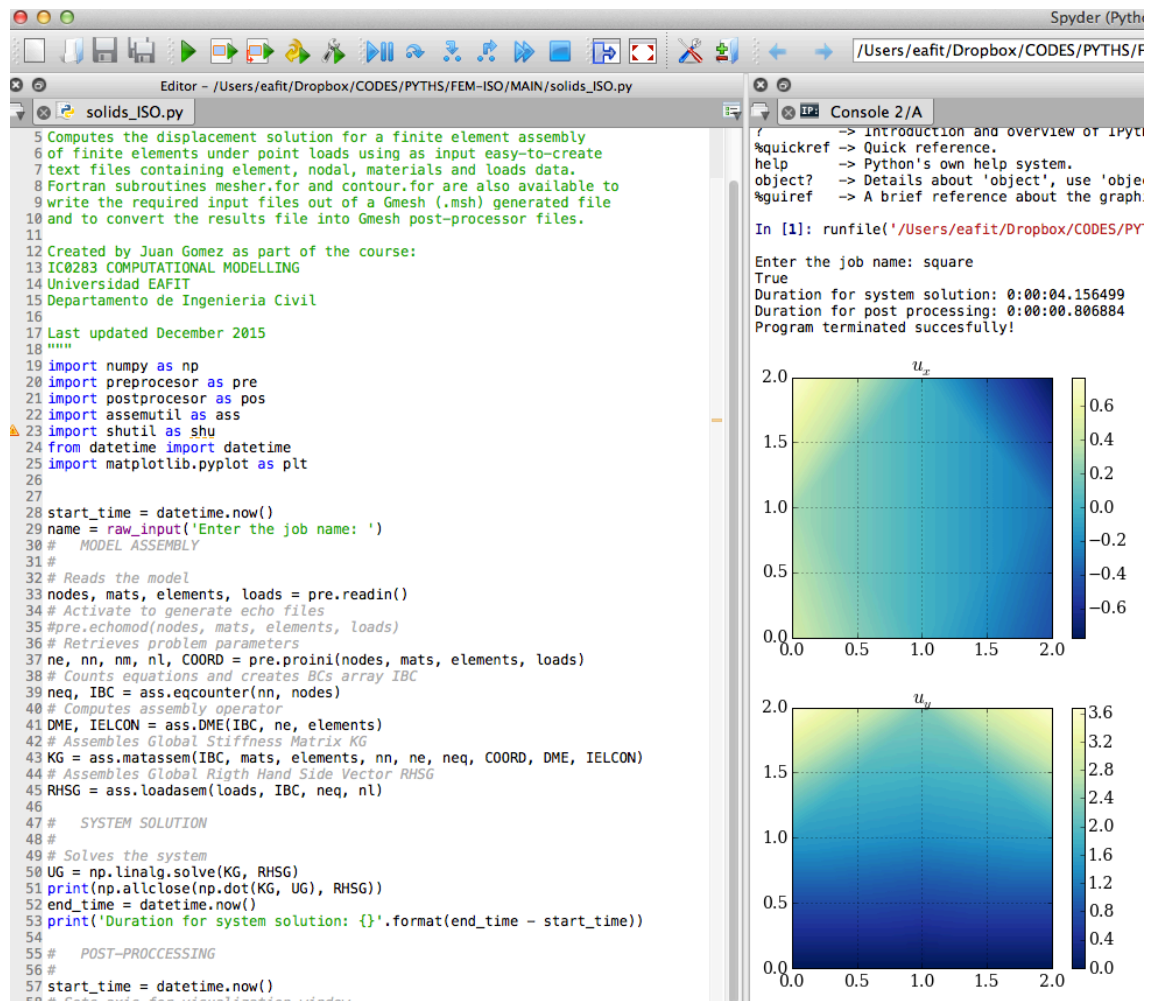 Spyder (Pytho
/Users/eafit/Dropbox/CODES/PYTHS/F
Editor - /Users/eafit/Dropbox/CODES/PYTHS/FEM-ISO/MAIN/solids_ISO.py
solids_ISO.py
5 Computes the displacement solution for a finite element assembly
6 of finite elements under point loads using as input easy-to-create
7 text files containing element, nodal, materials and loads data.
8 Fortran subroutines mesher.for and contour.for are also available to
9 write the required input files out of a Gmesh (.msh) generated file
10 and to convert the results file into Gmesh post-processor files.
11
12 Created by Juan Gomez as part of the course:
13 IC0283 COMPUTATIONAL MODELLING
14 Universidad EAFIT
15 Departamento de Ingenieria Civil
16
17 Last updated December 2015
18 """
19 import numpy as np
20 import preprocesor as pre
21 import postprocesor as pos
22 import assemutil as ass
23 import shutil as shu
24 from datetime import datetime
25 import matplotlib.pyplot as plt
26
27
28 start_time = datetime.now()
29 name = raw_input('Enter the job name: ')
30 #   MODEL ASSEMBLY
31 #
32 # Reads the model
33 nodes, mats, elements, loads = pre.readin()
34 # Activate to generate echo files
35 #pre.echomod(nodes, mats, elements, loads)
36 # Retrieves problem parameters
37 ne, nn, nm, nl, COORD = pre.proini(nodes, mats, elements, loads)
38 # Counts equations and creates BCs array IBC
39 neq, IBC = ass.eqcounter(nn, nodes)
40 # Computes assembly operator
41 DME, IELCON = ass.DME(IBC, ne, elements)
42 # Assembles Global Stiffness Matrix KG
43 KG = ass.matassem(IBC, mats, elements, nn, ne, neq, COORD, DME, IELCON)
44 # Assembles Global Rigth Hand Side Vector RHSG
45 RHSG = ass.loadasem(loads, IBC, neq, nl)
46
47 #   SYSTEM SOLUTION
48 #
49 # Solves the system
50 UG = np.linalg.solve(KG, RHSG)
51 print(np.allclose(np.dot(KG, UG), RHSG))
52 end_time = datetime.now()
53 print('Duration for system solution: {}'.format(end_time - start_time))
54
55 #   POST-PROCCESSING
56 #
57 start_time = datetime.now()
58 # Sets axis for visualization window
IP: Console 2/A
? -> Introduction and overview of IPyth
%quickref -> Quick reference.
help -> Python's own help system.
object? -> Details about 'object', use 'obje
%guiref -> A brief reference about the graph
In [1]: runfile('/Users/eafit/Dropbox/CODES/PY
Enter the job name: square
True
Duration for system solution: 0:00:04.156499
Duration for post processing: 0:00:00.806884
Program terminated succesfully!
u_x
2.0
1.5
1.0
0.5
0.0
0.0 0.5 1.0 1.5 2.0
0.6
0.4
0.2
0.0
−0.2
−0.4
−0.6
u_y
2.0
1.5
1.0
0.5
0.0
0.0 0.5 1.0 1.5 2.0
3.6
3.2
2.8
2.4
2.0
1.6
1.2
0.8
0.4
0.0